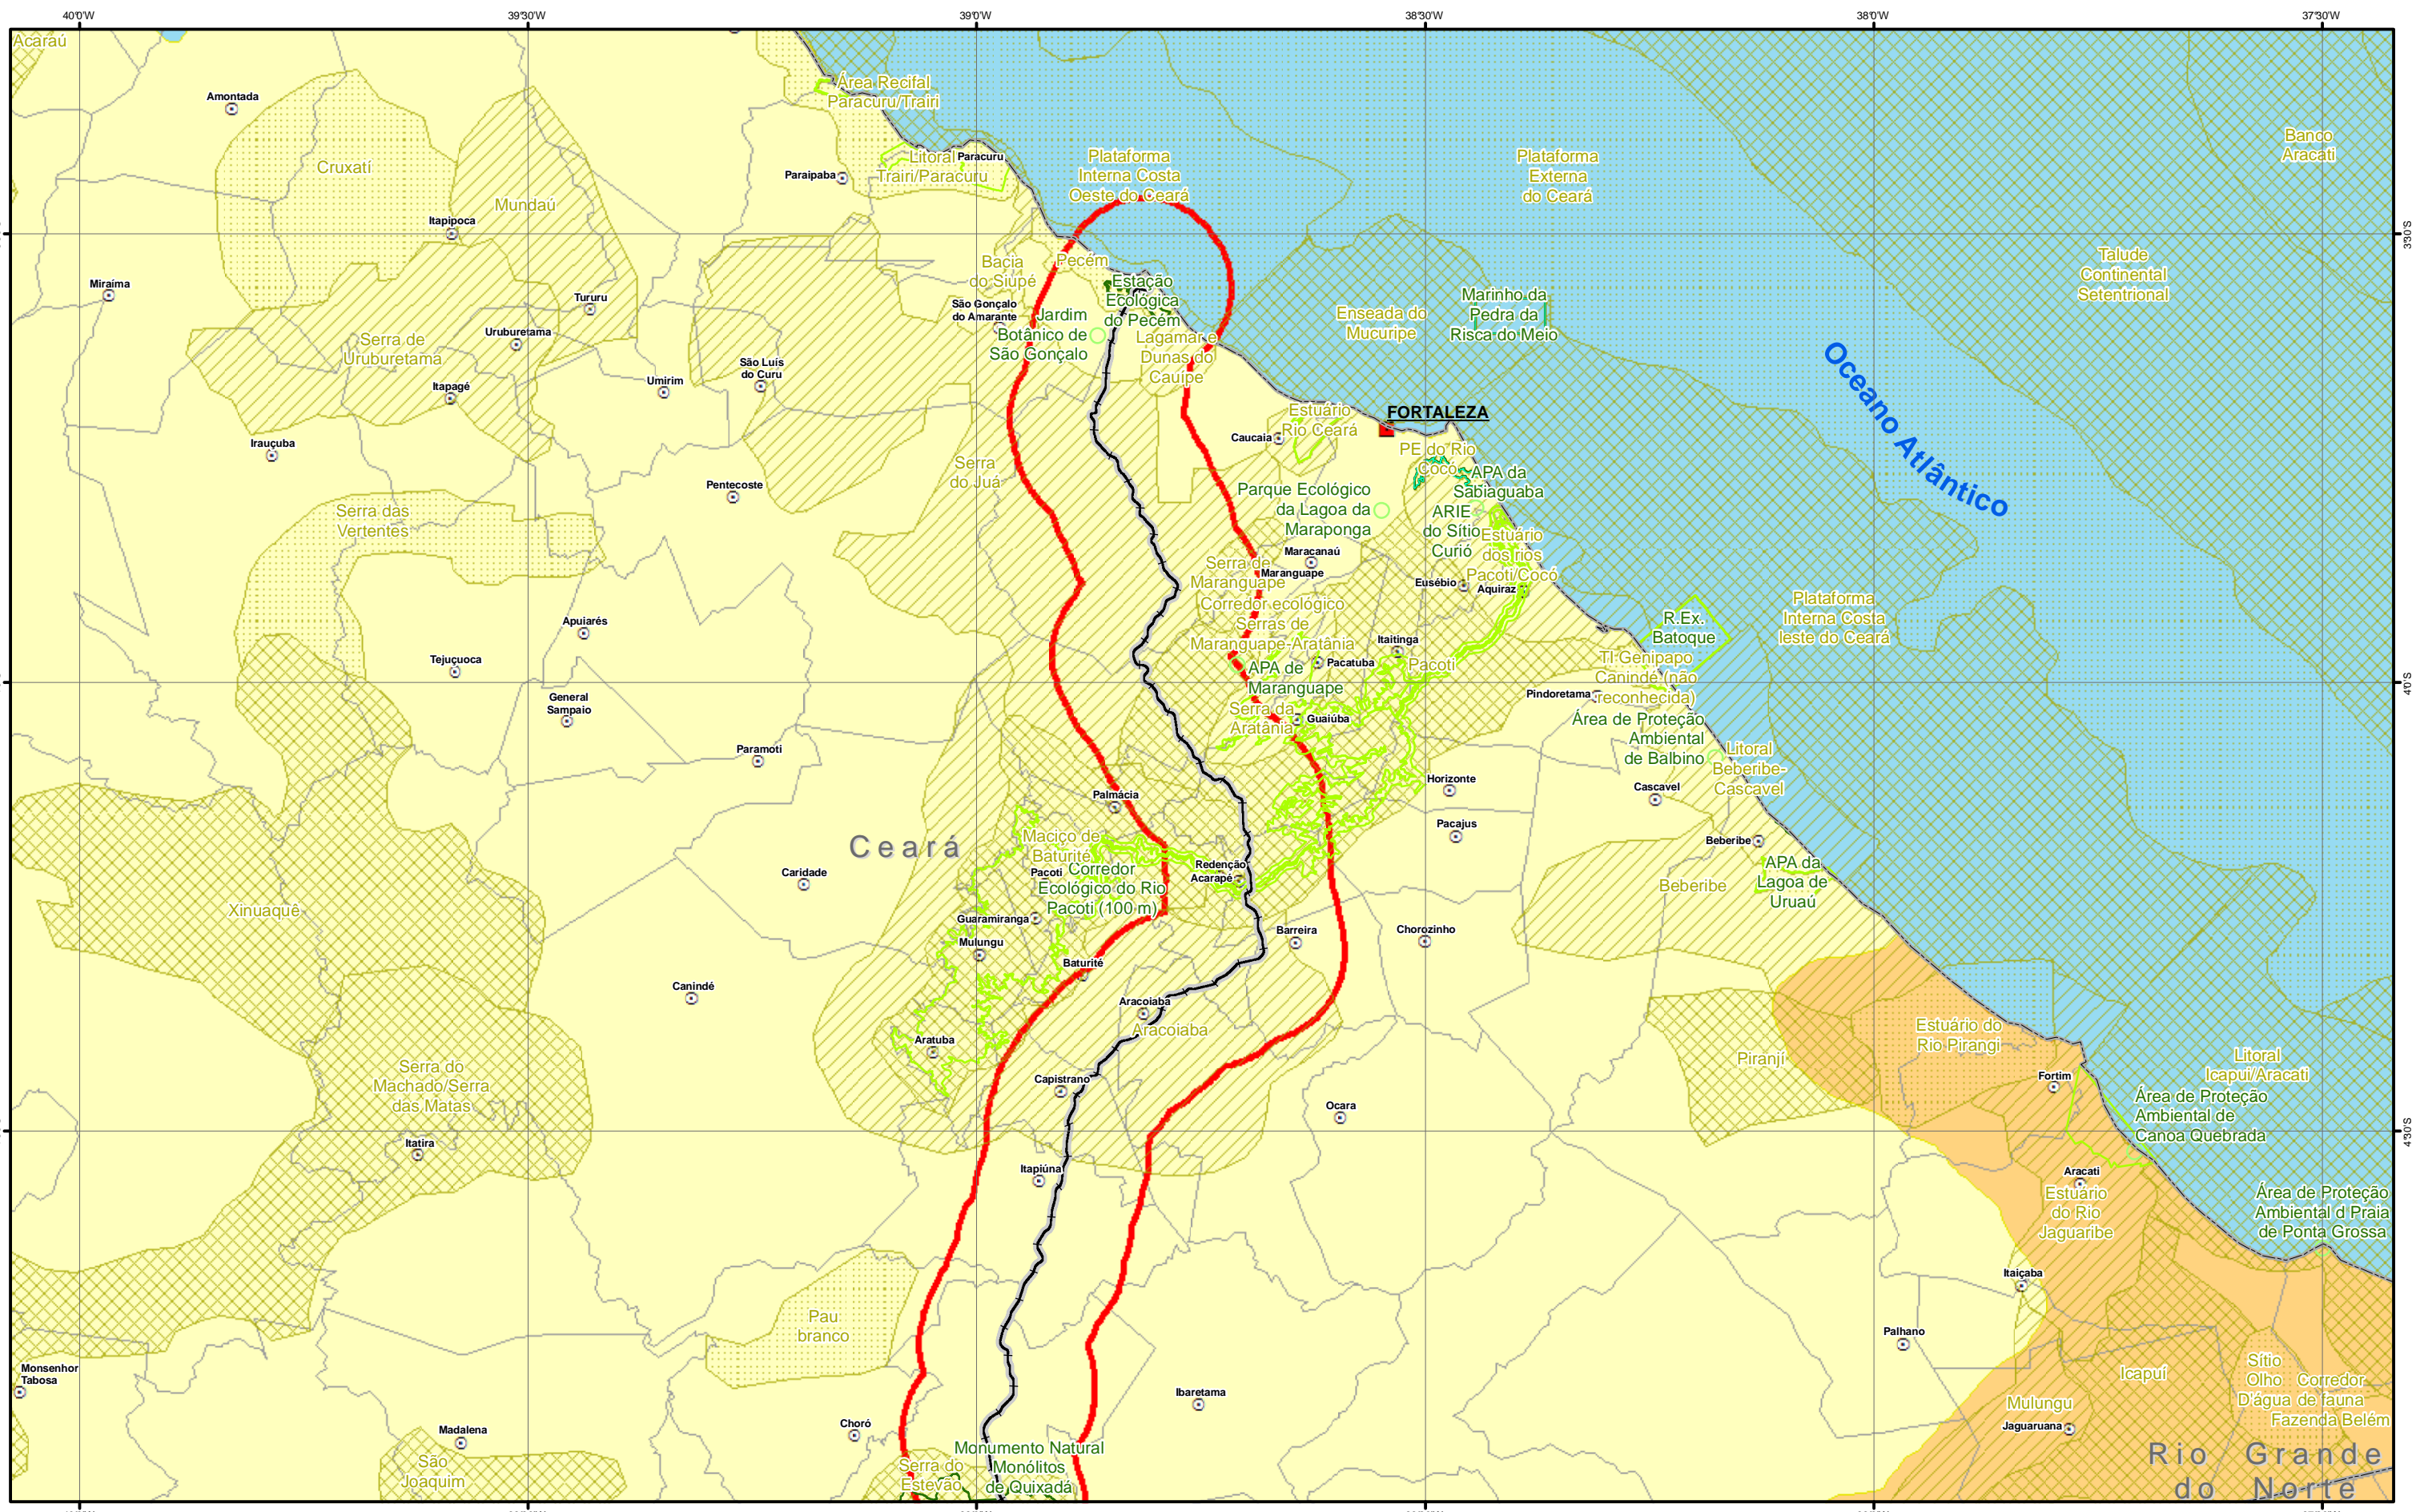 40°0'W
39°30'W
39°0'W
38°30'W
38°0'W
37°30'W
Acaraú
Amontada
Área Recifal
Paracuru/Trairi
Cruxati
Mundaú
Itapipoca
Paraipaba
Litoral
Trairi/Paracuru
Paracuru
Plataforma
Interna Costa
Oeste do Ceará
Plataforma
Externa
do Ceará
Banco
Aracati
3°30'S
Talude
Continental
Setentrional
Miraíma
Tururu
Uruburetama
Serra de
Uruburetama
Itapagé
Umirim
São Luís
do Curu
Irauçuba
Pentecoste
Bacia
do Siupé
Pecém
São Gonçalo
do Amarante
Estação
Ecológica
do Pecém
Jardim
Botânico de
São Gonçalo
Lagamar e
Dunas do
Cauípe
Enseada do
Mucuripe
Marinho da
Pedra da
Risca do Meio
Oceano Atlântico
Estuário
Rio Ceará
Caucaia
FORTALEZA
PE do Rio
Cocó
APA da
Sabiaguaba
Serra
do Juá
Parque Ecológico
da Lagoa da
Maraponga
ARIE
do Sítio
Curió
Estuário
dos rios
Pacoti/Cocó
Serra das
Vertentes
Maracanaú
Serra de
Maranguape
Maranguape
Eusébio
Aquiraz
Corredor ecológico
Serras de
Maranguape-Aratânia
Plataforma
Interna Costa
leste do Ceará
R.Ex.
Batoque
Apuiarés
Tejuçuoca
General
Sampaio
Itaitinga
Pacatuba
Pacoti
APA de
Maranguape
TI Genipapo
Canindé (não
reconhecida)
4°0'S
Pindoretama
Serra da
Aratânia
Guaiúba
Área de Proteção
Ambiental
de Balbino
Litoral
Beberibe-
Cascavel
Paramoti
Palmácia
Horizonte
Cascavel
Pacajus
Beberibe
Ceará
Maciço de
Baturité
Pacoti
Corredor
Ecológico do Rio
Pacoti (100 m)
Redenção
Acarapé
Caridade
APA da
Lagoa de
Uruaú
Beberibe
Xinuaquê
Guaramiranga
Mulungu
Barreira
Chorozinho
Baturité
Canindé
Aracoiaba
Aracoiaba
Aratuba
Estuário do
Rio Pirangi
Piranjí
Serra do
Machado/Serra
das Matas
Capistrano
Ocara
Fortim
Litoral
Icapui/Aracati
Área de Proteção
Ambiental de
Canoa Quebrada
4°30'S
Itatira
Itapiúna
Aracati
Estuário
do Rio
Jaguaribe
Área de Proteção
Ambiental d Praia
de Ponta Grossa
Itaiçaba
Pau
branco
Palhano
Monsenhor
Tabosa
Ibaretama
Icapuí
Sítio
Olho
D'água
Corredor
de fauna
Fazenda Belém
Mulungu
Jaguaruana
Choró
Madalena
São
Joaquim
Serra do
Estevão
Monumento Natural
Monólitos
de Quixadá
Rio Grande
do Norte